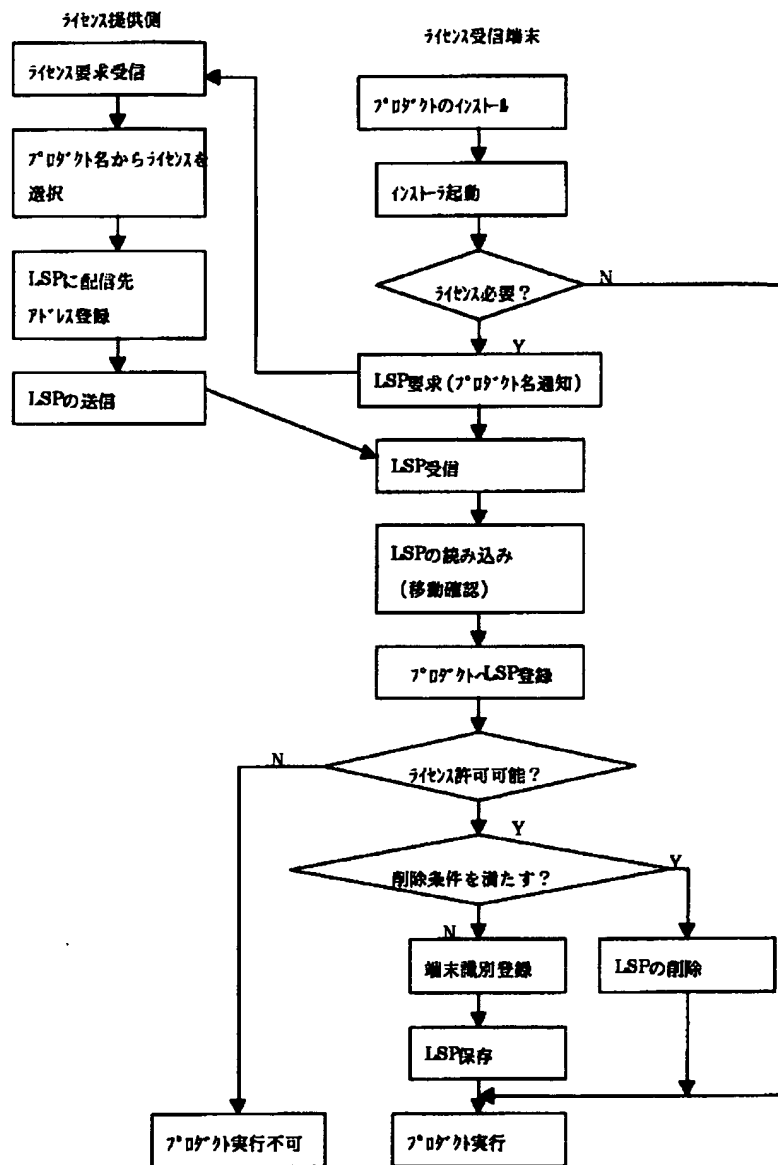 ライセンス提供側
ライセンス要求受信
プロダクト名からライセンスを
選択
LSPに配信先
アドレス登録
LSPの送信
ライセンス受信端末
プロダクトのインストール
インストーラ起動
ライセンス必要?
N
Y
LSP要求(プロダクト名通知)
LSP受信
LSPの読み込み
(移動確認)
プロダクトへLSP登録
ライセンス許可可能?
N
Y
削除条件を満たす?
Y
N
端末識別登録
LSPの削除
LSP保存
プロダクト実行不可
プロダクト実行